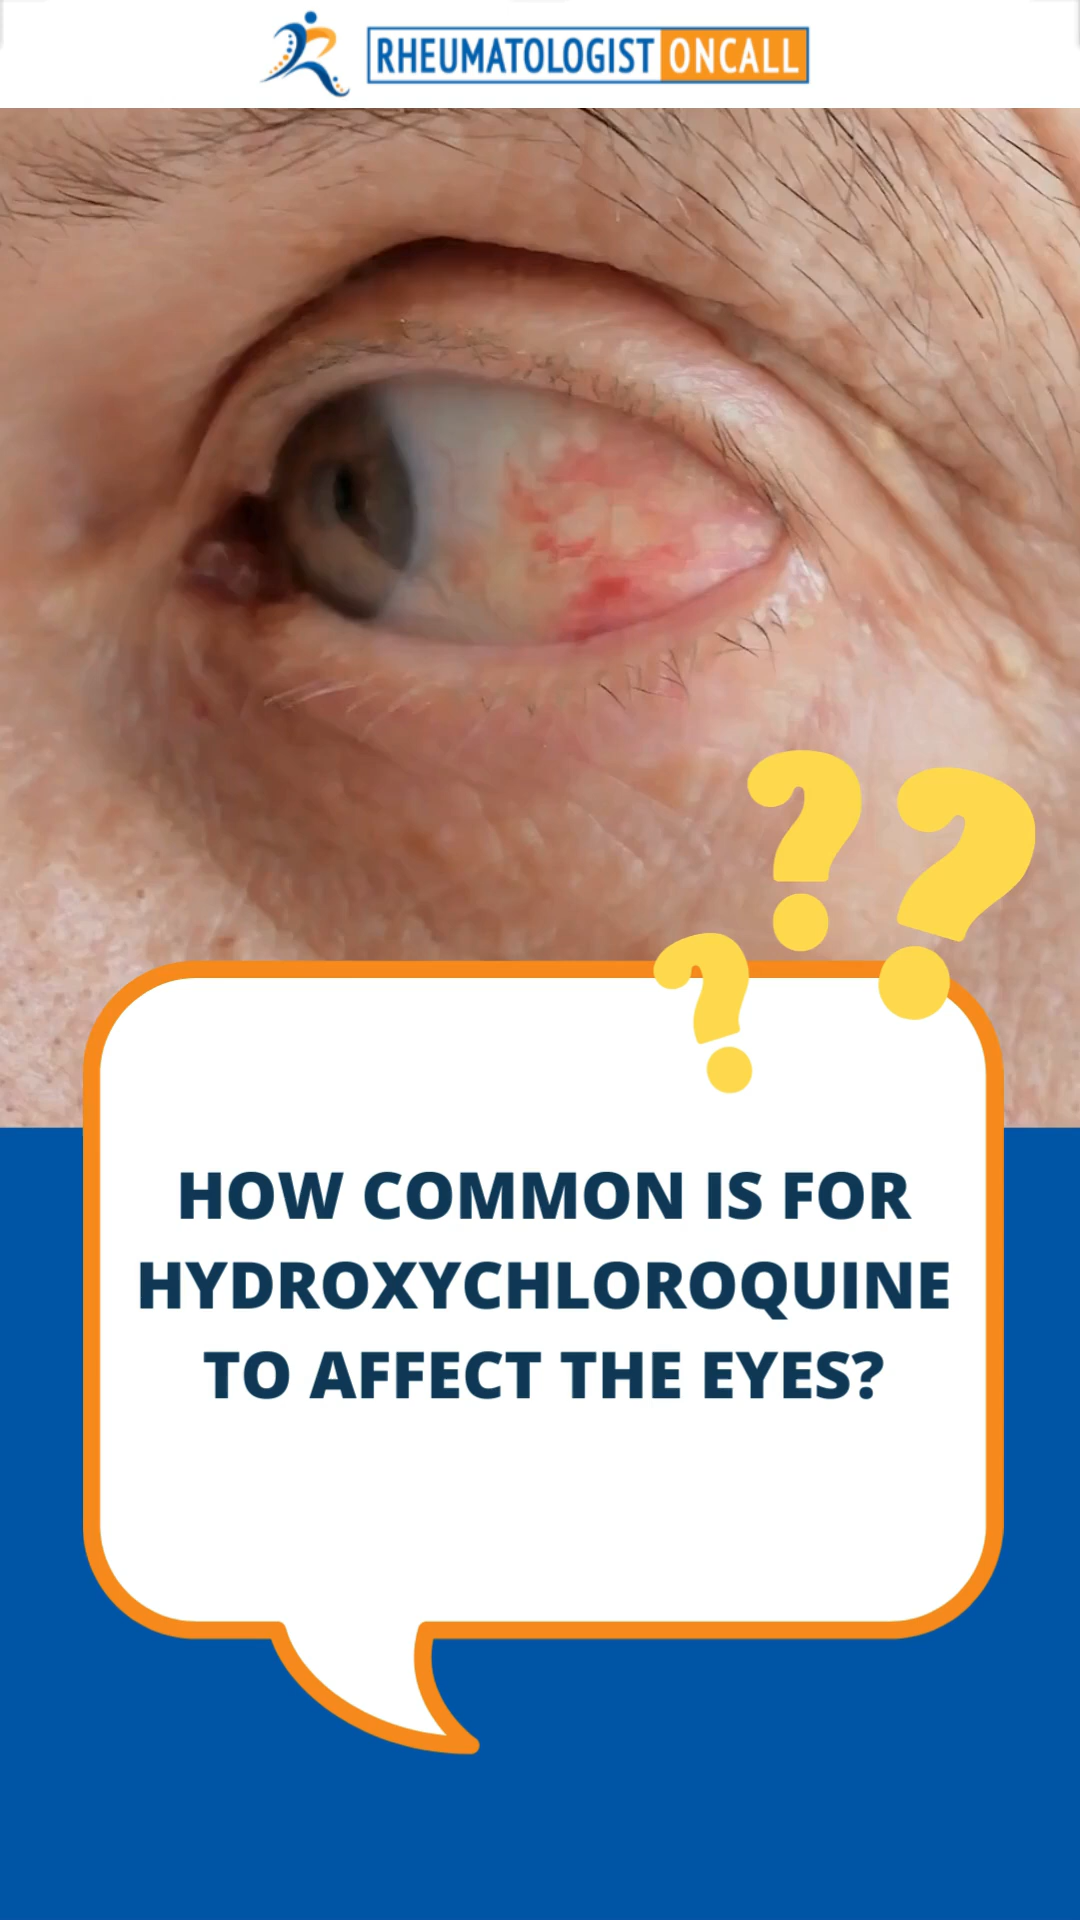 RHEUMATOLOGIST ONCALL
? ? ?
HOW COMMON IS FOR
HYDROXYCHLOROQUINE
TO AFFECT THE EYES?